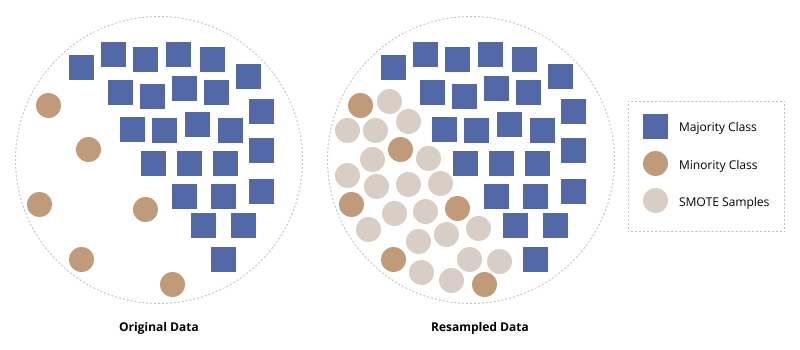 Majority Class
Minority Class
SMOTE Samples
Original Data
Resampled Data